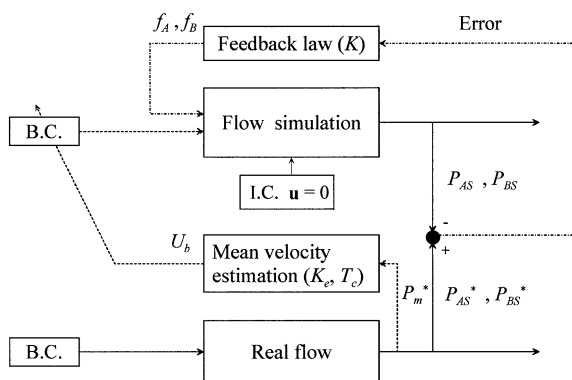 f_A , f_B
Error
Feedback law (K)
B.C.
Flow simulation
I.C. u = 0
P_AS , P_BS
-
+
U_b
Mean velocity
estimation (K_e, T_c)
P_m*
P_AS* , P_BS*
B.C.
Real flow